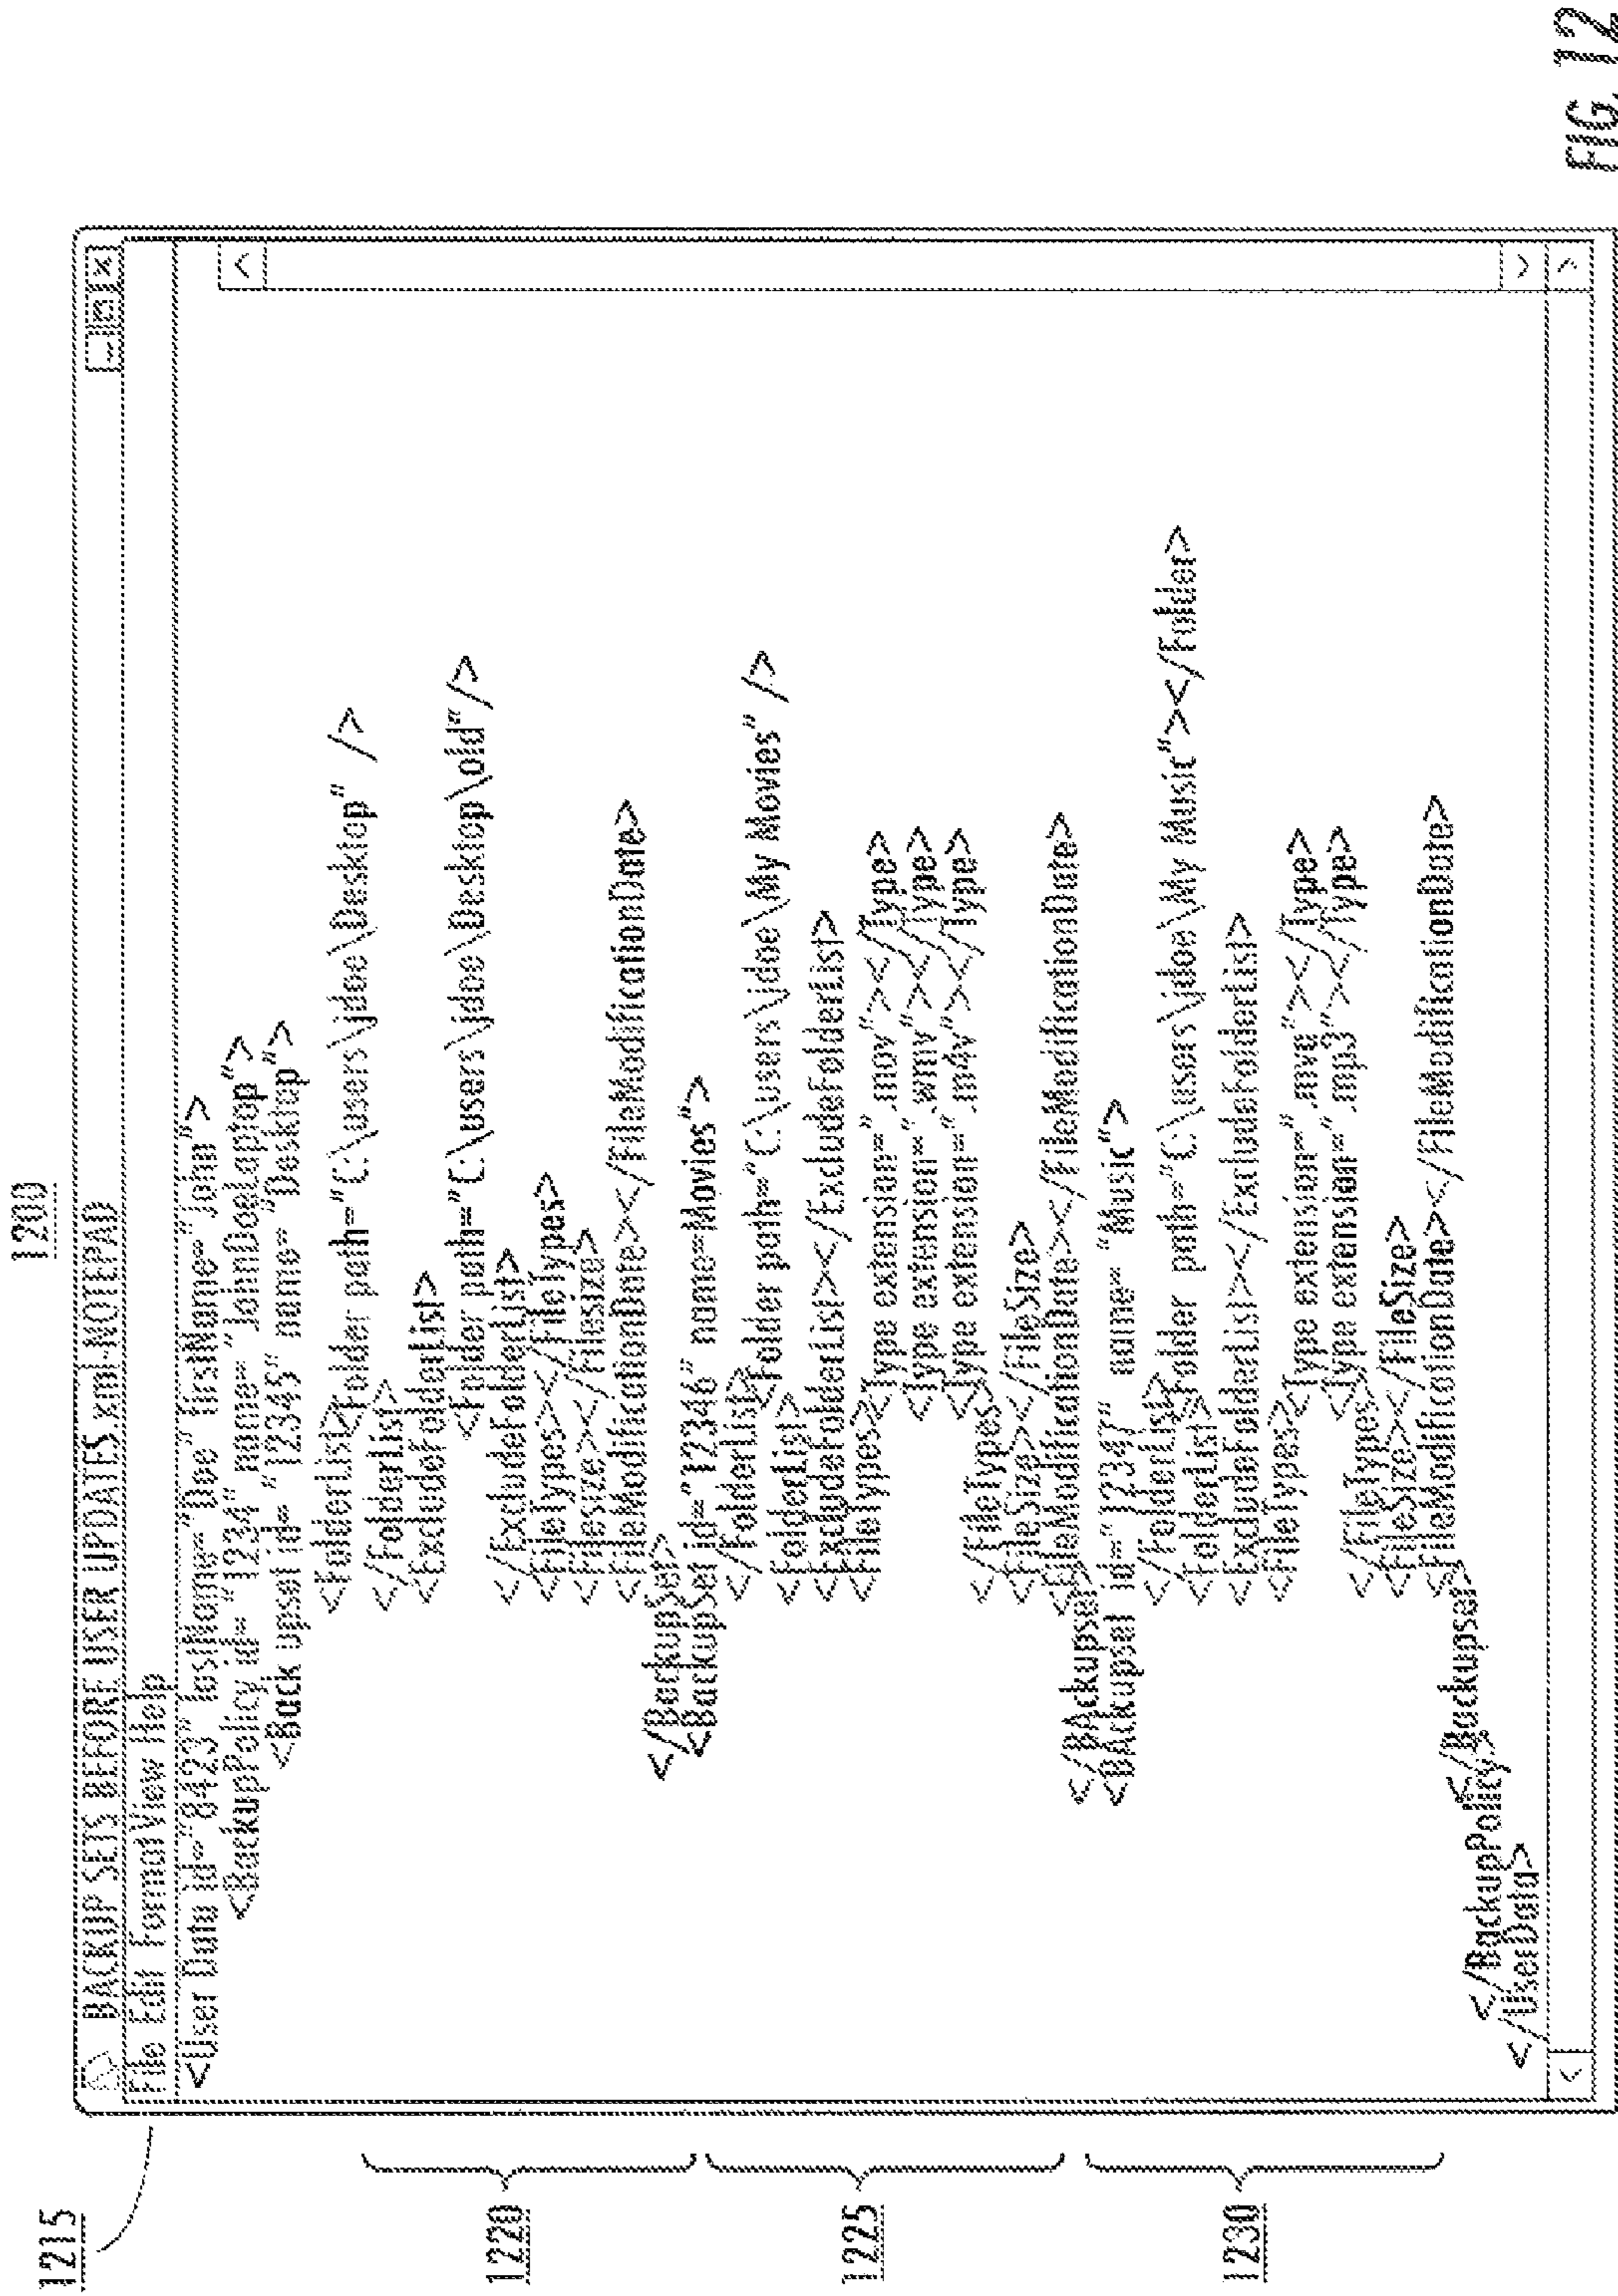 1200
1215
BACKUP SETS BEFORE USER UPDATES xml-NOTEPAD
File Edit Format View Help
<User Data id="8423" lastName="Doe" firstName="John">
<BackupPolicy id="1234" name="JohnDoeLaptop">
<Back upset id= "12345" name= "Desktop">
<FolderList>
<Folder path="C:\users\jdoe\Desktop" />
</FolderList>
<ExcludeFolderList>
<Folder path="C:\users\jdoe\Desktop\old"/>
</ExcludeFolderList>
<FileTypes></FileTypes>
<Filesize></Filesize>
<FileModificationDate></FileModificationDate>
</BackupSet>
1220
<BackupSet id="12346" name=Movies">
</FolderList>
<Folder path="C:\users\jdoe\My Movies" />
<FolderList>
<ExcludeFolderList></ExcludeFolderList>
<FileTypes>
<Type extension=".mov"></Type>
<Type extension=".wmv"></Type>
<Type extension=".m4v"></Type>
</FileTypes>
<FileSize></FileSize>
<FileModificationDate></FileModificationDate>
</BAckupset>
1225
<BAckupset id="12347" name= "Music">
</FolderList>
<Folder path="C:\users\jdoe\My Music"></Folder>
<FolderList>
<ExcludeFolderList></ExcludeFolderList>
<FileTypes>
<Type extension=".mve"></Type>
<Type extension=".mp3"></Type>
</FileTypes>
<FileSize></FileSize>
<FileModificationDate></FileModificationDate>
</Backupset>
1230
</BackupPolicy>
</UserData>
FIG. 12